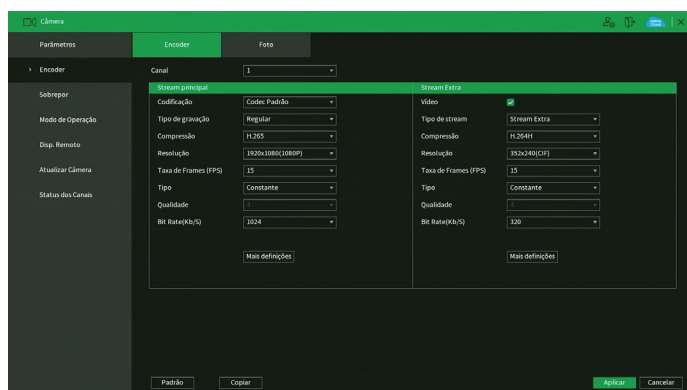 Câmera
Parâmetros
Encoder
Foto
Encoder
Canal
1
Sobrepor
Modo de Operação
Disp. Remoto
Atualizar Câmera
Status dos Canais
Stream principal
Codificação
Codec Padrão
Tipo de gravação
Regular
Compressão
H.265
Resolução
1920x1080(1080P)
Taxa de Frames (FPS)
15
Tipo
Constante
Qualidade
4
Bit Rate(Kb/S)
1024
Mais definições
Stream Extra
Vídeo
Tipo de stream
Stream Extra
Compressão
H.264H
Resolução
352x240(CIF)
Taxa de Frames (FPS)
15
Tipo
Constante
Qualidade
4
Bit Rate(Kb/S)
320
Mais definições
Padrão
Copiar
Aplicar
Cancelar